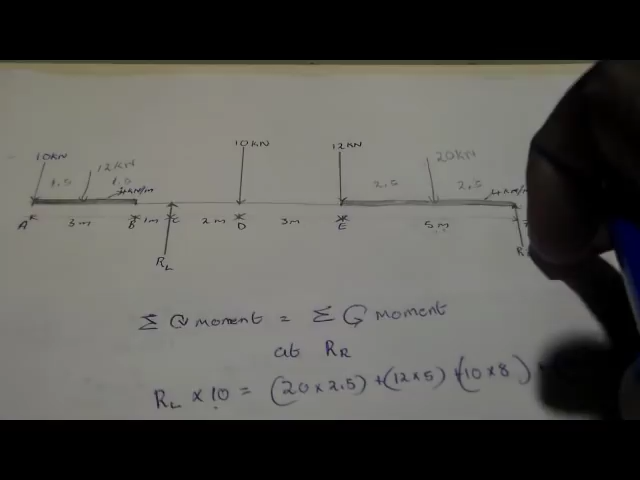 10KN 12KN 10KN 12KN 20KN
1.5 1.5 2.5 2.5
4KN/m 4KN/m
A 3m B 1m C 2m D 3m E 5m
RL R
Σ ↻ moment = Σ ↺ moment
at RR
RL × 10 = (20 × 2.5) + (12 × 5) + (10 × 8)